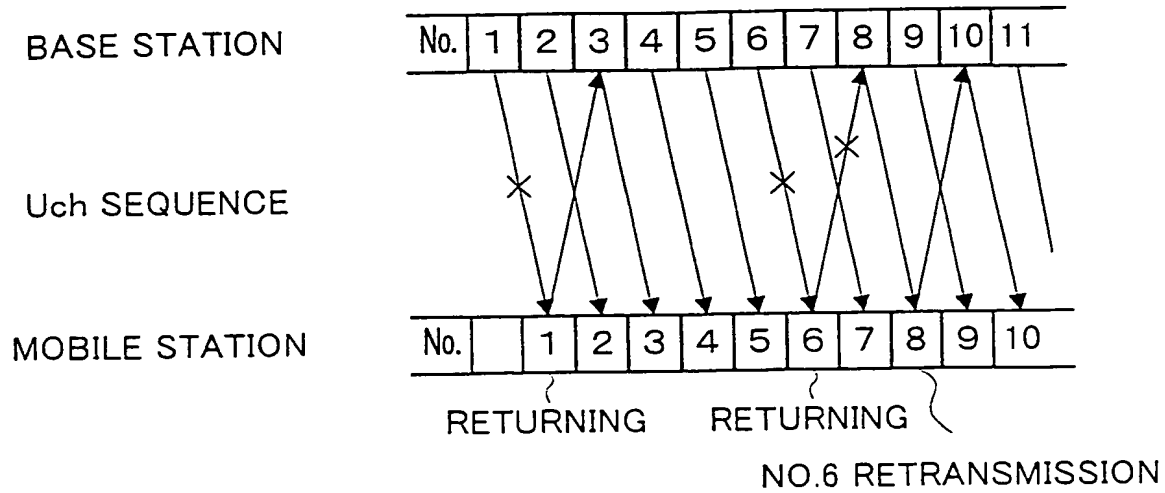 BASE STATION No. 1 2 3 4 5 6 7 8 9 10 11
Uch SEQUENCE
MOBILE STATION No. 1 2 3 4 5 6 7 8 9 10
RETURNING RETURNING
NO.6 RETRANSMISSION